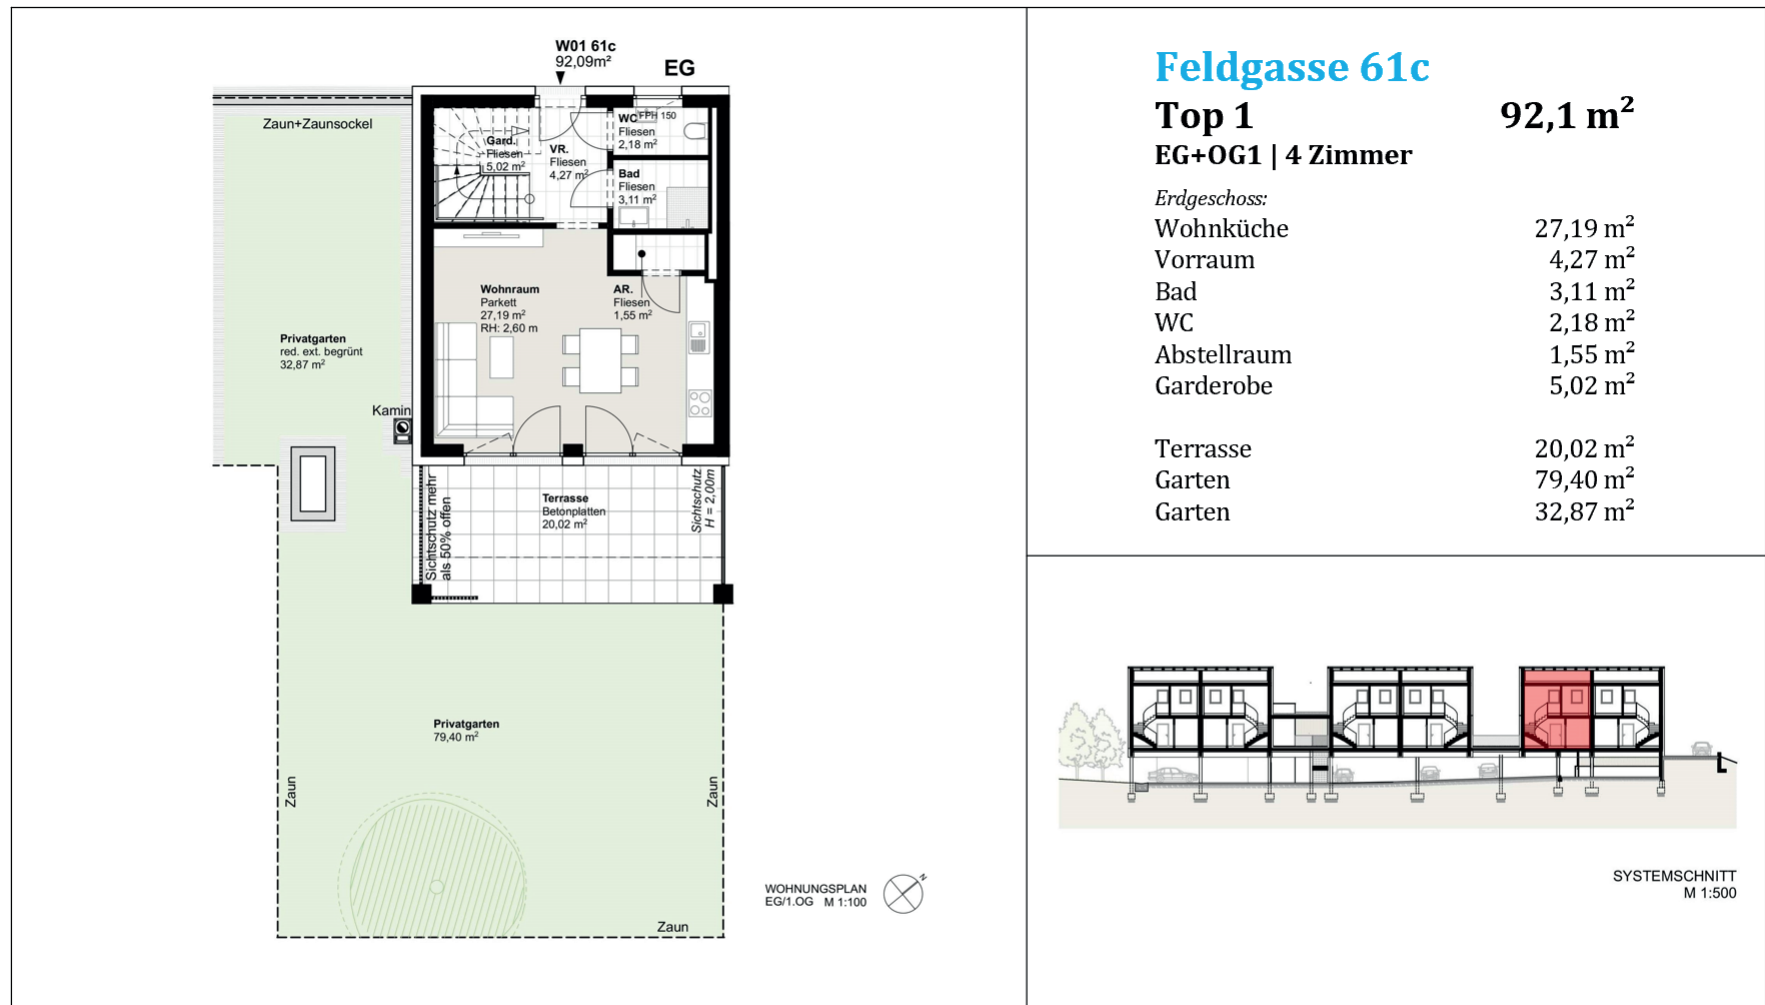 W01 61c
92,09m²
EG
Zaun+Zaunsockel
Gard.
Fliesen
5,02 m²
VR.
Fliesen
4,27 m²
WC
FPH 150
Fliesen
2,18 m²
Bad
Fliesen
3,11 m²
Wohnraum
Parkett
27,19 m²
RH: 2,60 m
AR.
Fliesen
1,55 m²
Privatgarten
red. ext. begrünt
32,87 m²
Kamin
Sichtschutz mehr
als 50% offen
Terrasse
Betonplatten
20,02 m²
Sichtschutz
H = 2,00m
Privatgarten
79,40 m²
Zaun
Zaun
Zaun
WOHNUNGSPLAN
EG/1.OG M 1:100
N
Feldgasse 61c
Top 1 92,1 m²
EG+OG1 | 4 Zimmer
Erdgeschoss:
Wohnküche 27,19 m²
Vorraum 4,27 m²
Bad 3,11 m²
WC 2,18 m²
Abstellraum 1,55 m²
Garderobe 5,02 m²
Terrasse 20,02 m²
Garten 79,40 m²
Garten 32,87 m²
SYSTEMSCHNITT
M 1:500